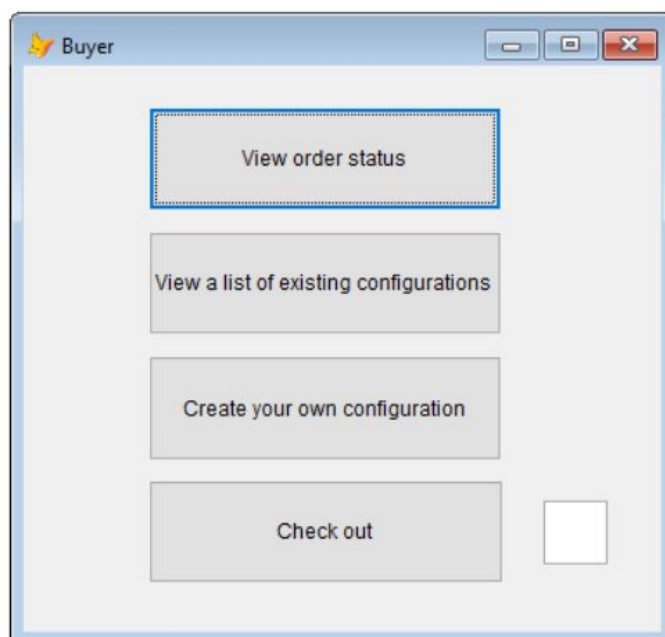 Buyer
View order status
View a list of existing configurations
Create your own configuration
Check out